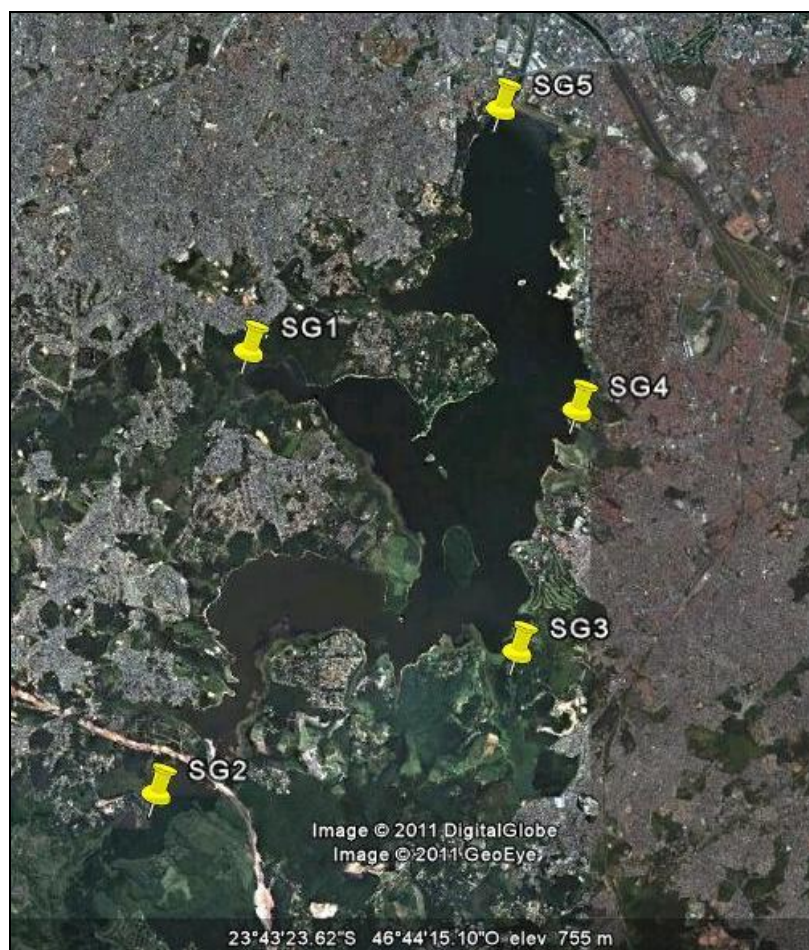 SG5
SG1
SG4
SG3
SG2
Image © 2011 DigitalGlobe
Image © 2011 GeoEye
23°43'23.62"S 46°44'15.10"O elev 755 m